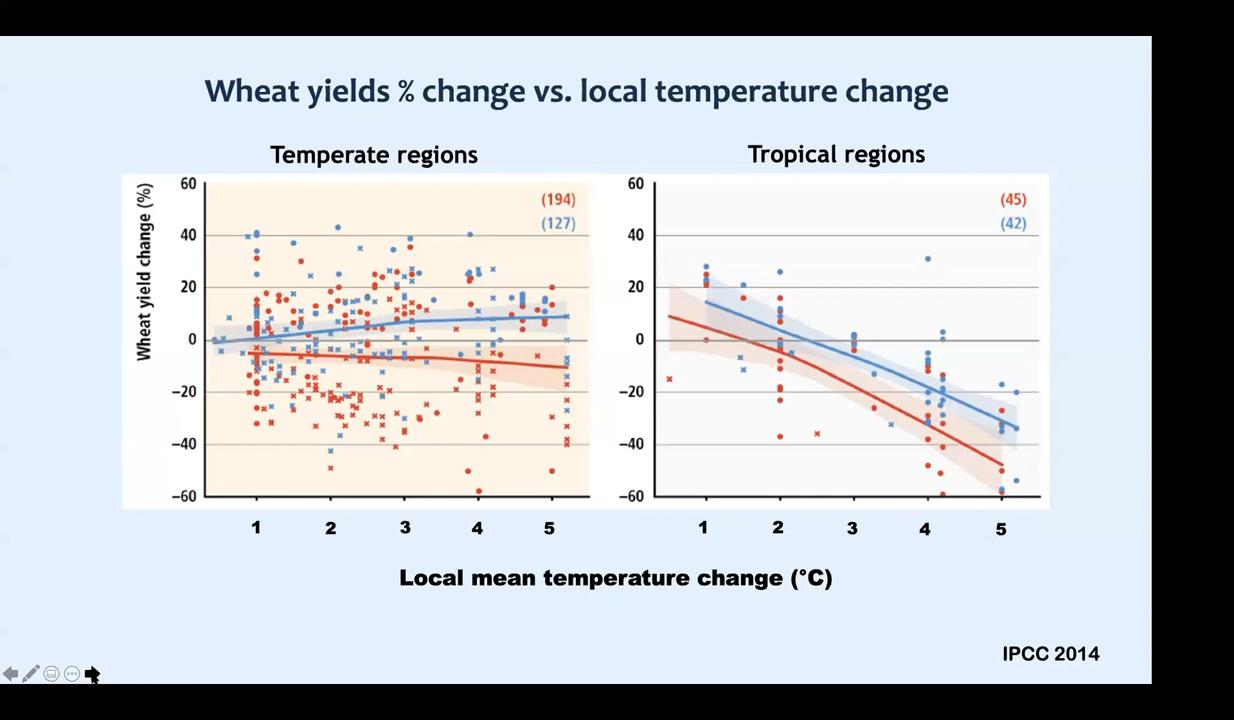 Wheat yields % change vs. local temperature change
Temperate regions
Wheat yield change (%)
60
40
20
0
−20
−40
−60
(194)
(127)
1 2 3 4 5
Tropical regions
60
40
20
0
−20
−40
−60
(45)
(42)
1 2 3 4 5
Local mean temperature change (°C)
IPCC 2014